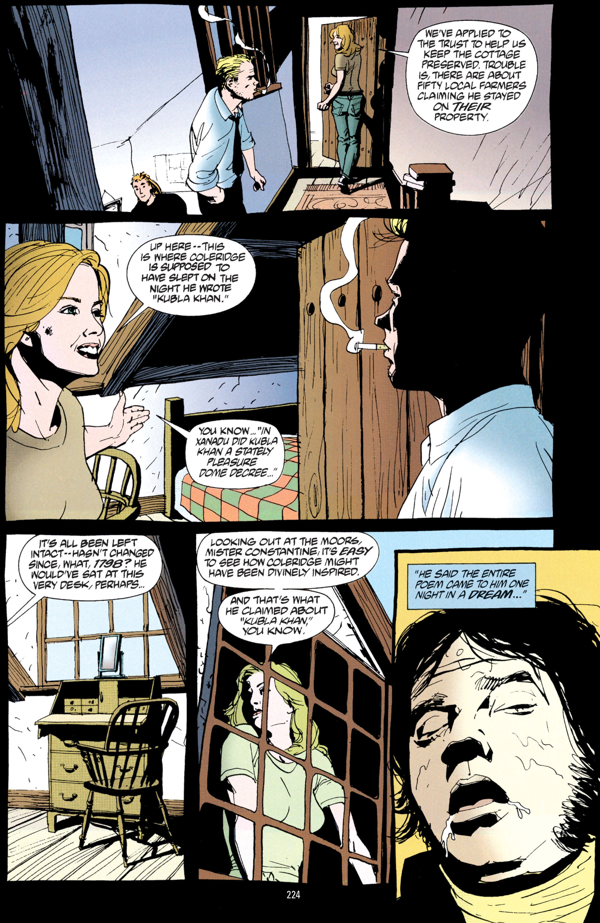 WE'VE APPLIED
TO THE TRUST TO HELP US
KEEP THE COTTAGE
PRESERVED. TROUBLE
IS, THERE ARE ABOUT
FIFTY LOCAL FARMERS
CLAIMING HE STAYED
ON THEIR
PROPERTY.
UP HERE--THIS
IS WHERE COLERIDGE
IS SUPPOSED TO
HAVE SLEPT ON THE
NIGHT HE WROTE
"KUBLA KHAN."
YOU KNOW... "IN
XANADU DID KUBLA
KHAN A STATELY
PLEASURE
DOME DECREE..."
IT'S ALL BEEN LEFT
INTACT--HASN'T CHANGED
SINCE, WHAT, 1798? HE
WOULD'VE SAT AT THIS
VERY DESK, PERHAPS...
LOOKING OUT AT THE MOORS,
MISTER CONSTANTINE, IT'S EASY
TO SEE HOW COLERIDGE MIGHT
HAVE BEEN DIVINELY INSPIRED.
AND THAT'S WHAT
HE CLAIMED ABOUT
"KUBLA KHAN,"
YOU KNOW.
"HE SAID THE ENTIRE
POEM CAME TO HIM ONE
NIGHT IN A DREAM..."
224